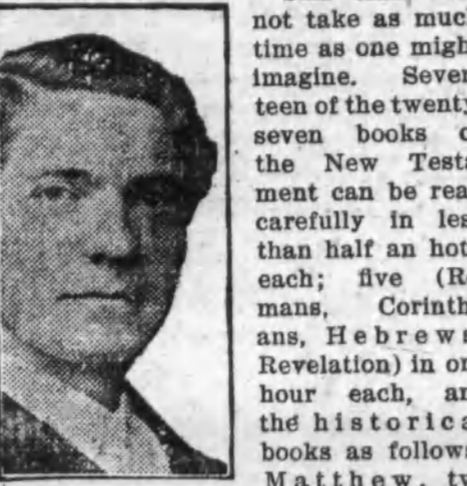 not take as much
time as one migh
imagine. Seven
teen of the twenty
seven books o
the New Testa
ment can be rea
carefully in les
than half an hou
each; five (R
mans, Corinth
ans, Hebrews
Revelation) in on
hour each, an
the historica
books as follows
Matthew, tw